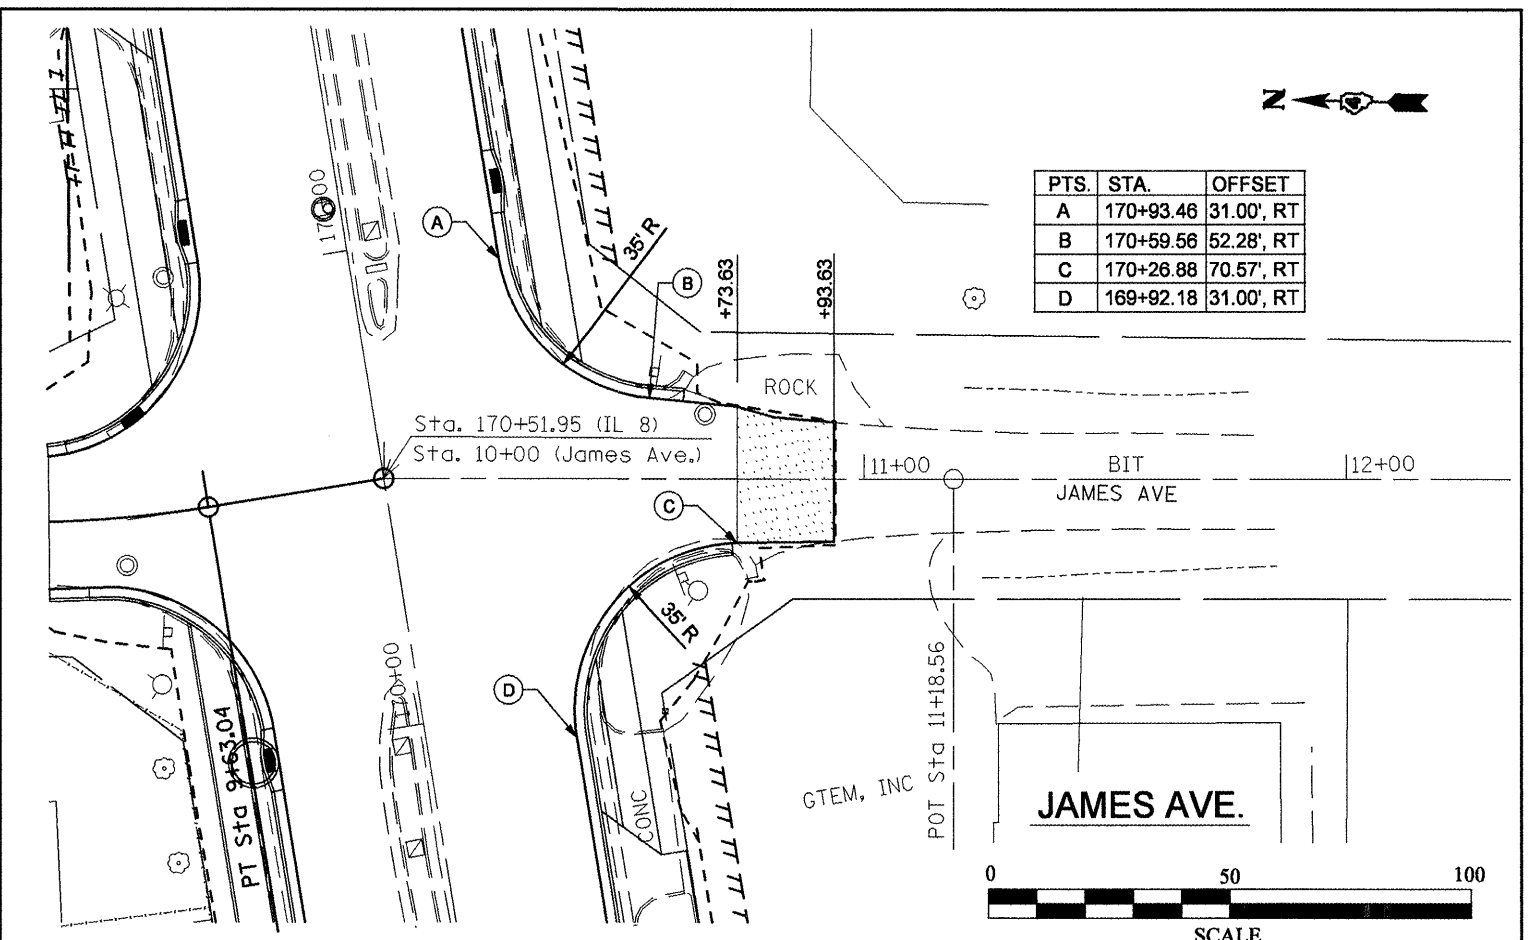 N
PTS. STA. OFFSET
A 170+93.46 31.00', RT
B 170+59.56 52.28', RT
C 170+26.88 70.57', RT
D 169+92.18 31.00', RT
A
35' R
B
+73.63
+93.63
ROCK
Sta. 170+51.95 (IL 8)
Sta. 10+00 (James Ave.)
11+00
BIT
12+00
JAMES AVE
C
35' R
D
PT Sta 9+63.04
CONC
GTEM, INC
POT Sta 11+18.56
JAMES AVE.
0 50 100
SCALE